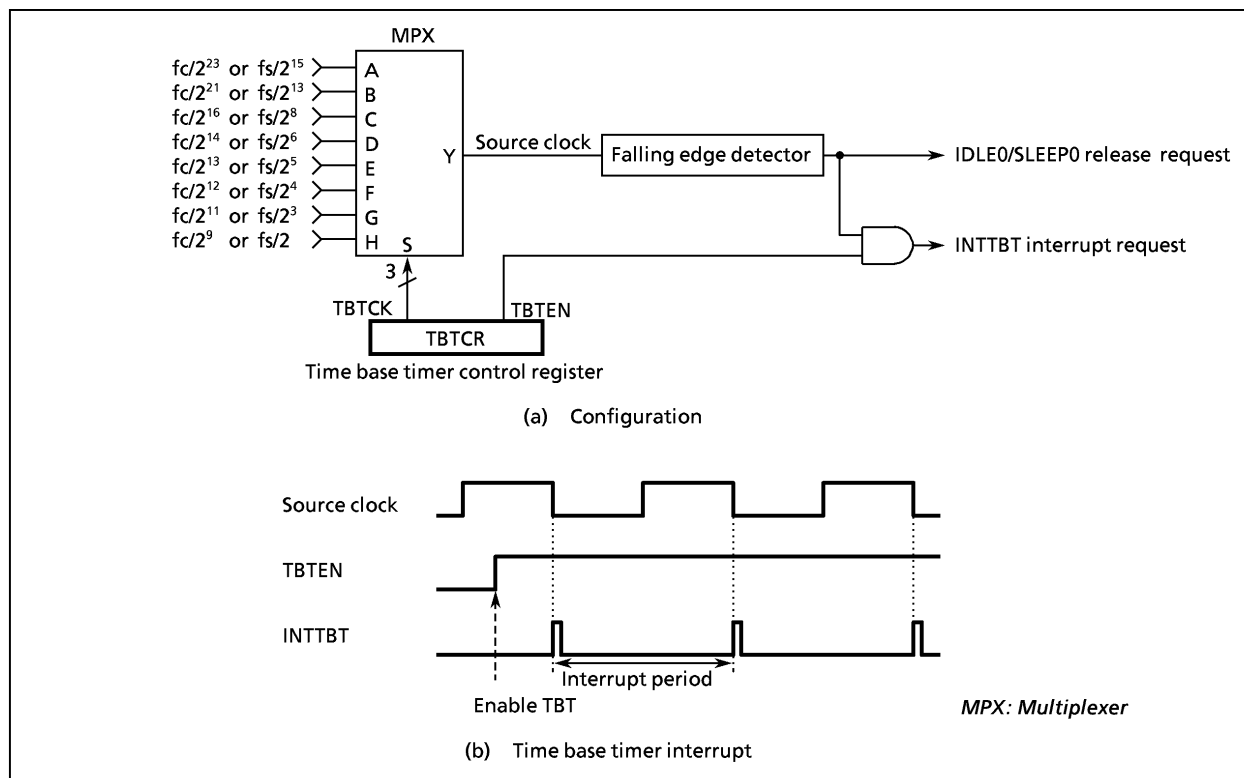 MPX
fc/2²³ or fs/2¹⁵ A
fc/2²¹ or fs/2¹³ B
fc/2¹⁶ or fs/2⁸ C
fc/2¹⁴ or fs/2⁶ D
fc/2¹³ or fs/2⁵ E
fc/2¹² or fs/2⁴ F
fc/2¹¹ or fs/2³ G
fc/2⁹ or fs/2 H
S
Y
Source clock
Falling edge detector
IDLE0/SLEEP0 release request
INTTBT interrupt request
3
TBTCK
TBTEN
TBTCR
Time base timer control register
(a) Configuration
Source clock
TBTEN
INTTBT
Interrupt period
Enable TBT
MPX: Multiplexer
(b) Time base timer interrupt